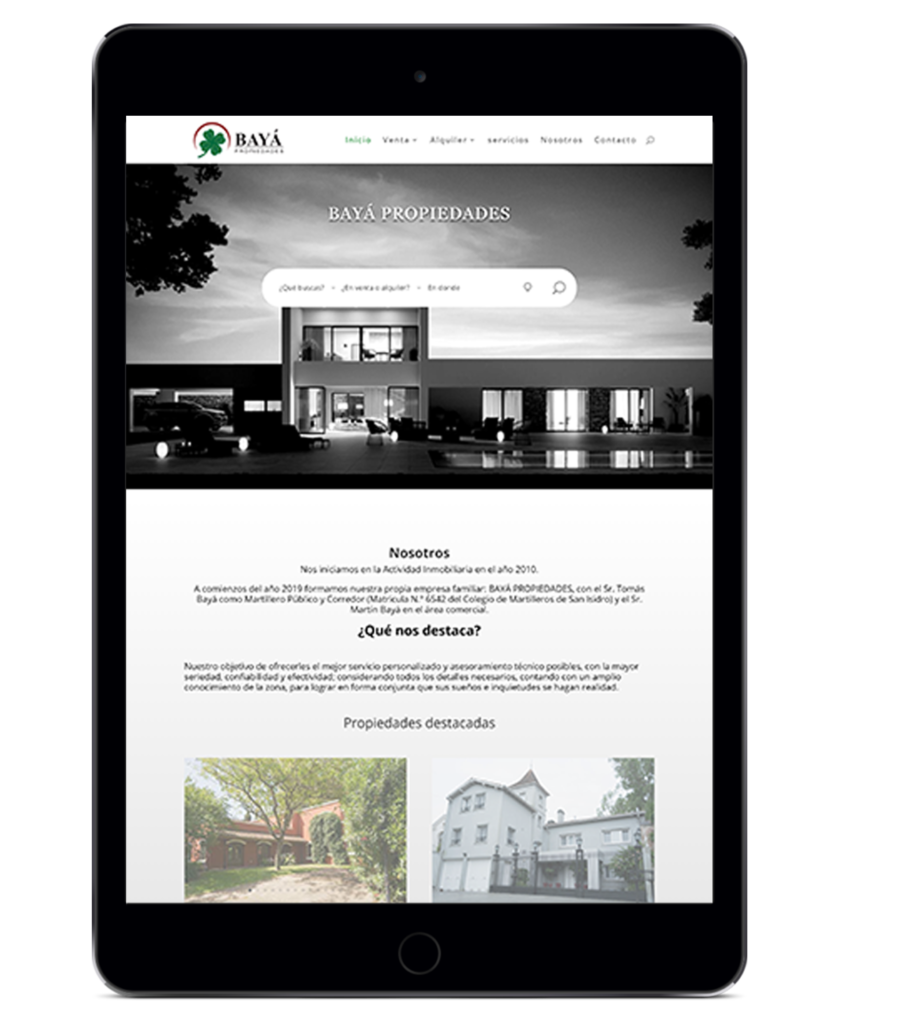 BAYÁ
PROPIEDADES
Inicio Venta Alquiler servicios Nosotros Contacto
BAYÁ PROPIEDADES
¿Qué buscas? - ¿En venta o alquiler? - En donde
Nosotros
Nos iniciamos en la Actividad Inmobiliaria en el año 2010.
A comienzos del año 2019 formamos nuestra propia empresa familiar: BAYÁ PROPIEDADES, con el Sr. Tomás
Bayá como Martillero Público y Corredor (Matricula N.° 6542 del Colegio de Martilleros de San Isidro) y el Sr.
Martín Bayá en el área comercial.
¿Qué nos destaca?
Nuestro objetivo de ofrecerles el mejor servicio personalizado y asesoramiento técnico posibles, con la mayor
seriedad, confiabilidad y efectividad; considerando todos los detalles necesarios, contando con un amplio
conocimiento de la zona, para lograr en forma conjunta que sus sueños e inquietudes se hagan realidad.
Propiedades destacadas